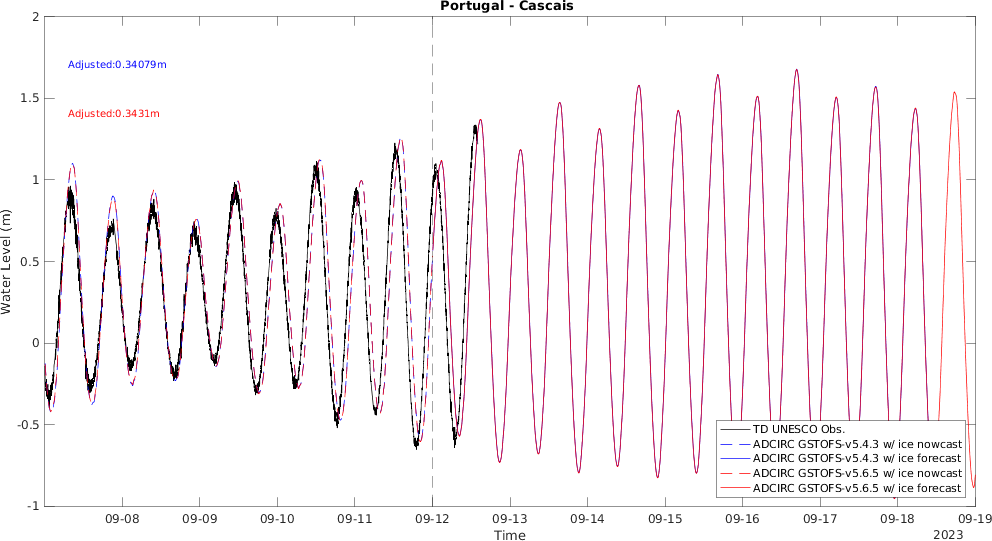 Portugal - Cascais
2
1.5
1
0.5
0
-0.5
-1
Water Level (m)
Adjusted:0.34079m
Adjusted:0.3431m
TD UNESCO Obs.
ADCIRC GSTOFS-v5.4.3 w/ ice nowcast
ADCIRC GSTOFS-v5.4.3 w/ ice forecast
ADCIRC GSTOFS-v5.6.5 w/ ice nowcast
ADCIRC GSTOFS-v5.6.5 w/ ice forecast
09-08 09-09 09-10 09-11 09-12 09-13 09-14 09-15 09-16 09-17 09-18 09-19
Time
2023